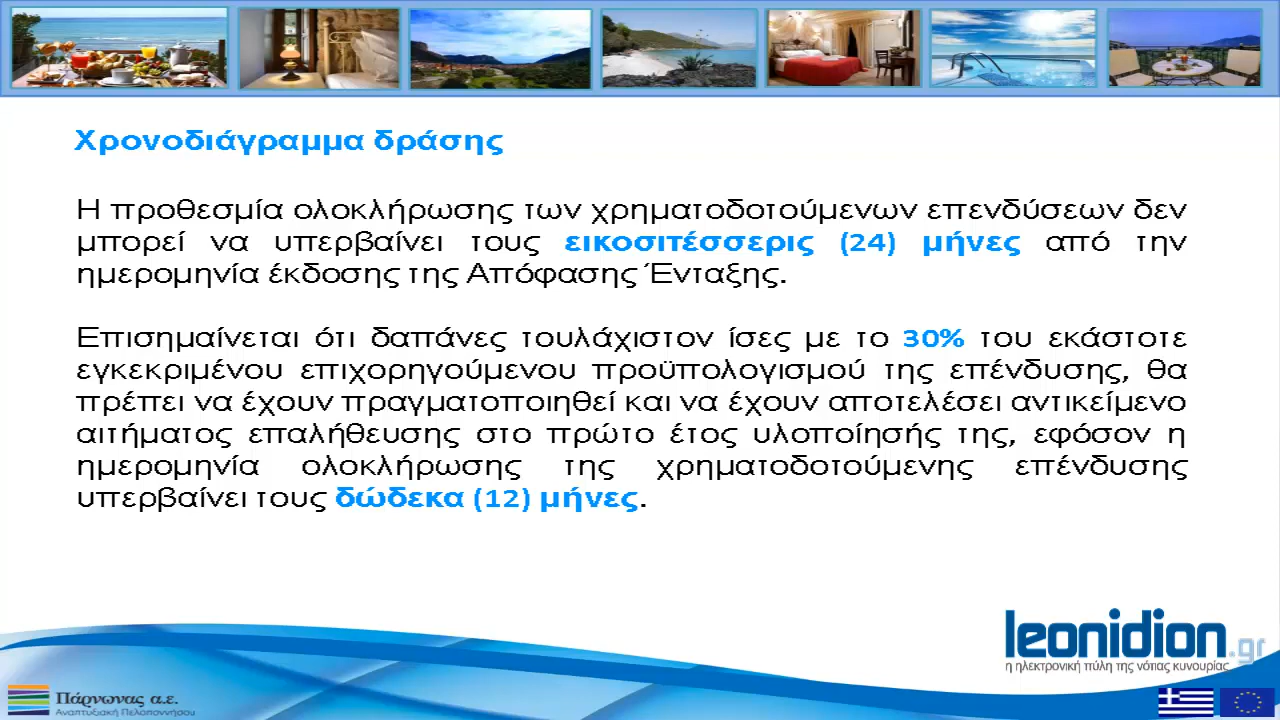 Χρονοδιάγραμμα δράσης
Η προθεσμία ολοκλήρωσης των χρηματοδοτούμενων επενδύσεων δεν
μπορεί να υπερβαίνει τους εικοσιτέσσερις (24) μήνες από την
ημερομηνία έκδοσης της Απόφασης Ένταξης.
Επισημαίνεται ότι δαπάνες τουλάχιστον ίσες με το 30% του εκάστοτε
εγκεκριμένου επιχορηγούμενου προϋπολογισμού της επένδυσης, θα
πρέπει να έχουν πραγματοποιηθεί και να έχουν αποτελέσει αντικείμενο
αιτήματος επαλήθευσης στο πρώτο έτος υλοποίησής της, εφόσον η
ημερομηνία ολοκλήρωσης της χρηματοδοτούμενης επένδυσης
υπερβαίνει τους δώδεκα (12) μήνες.
leonidion.gr
η ηλεκτρονική πύλη της νότιας κυνουρίας
Πάρνωνας α.ε.
Αναπτυξιακή Πελοποννήσου